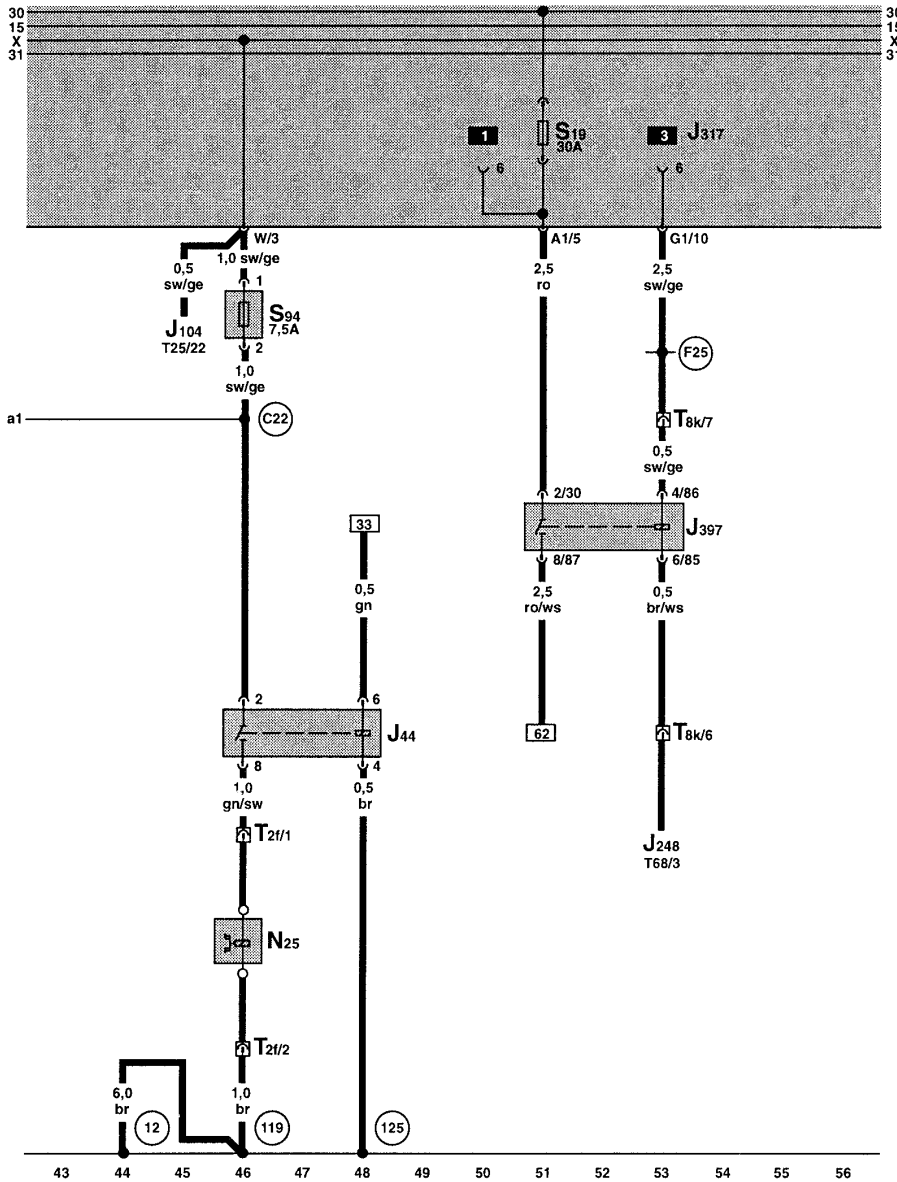 30 30
15 15
X X
31 31
1 S19 3 J317
30A
6 6
W/3 A1/5 G1/10
0,5 1,0 sw/ge 2,5 2,5
sw/ge ro sw/ge
1
J104 S94
T25/22 7,5A
2
F25
1,0
sw/ge
a1 C22 T8k/7
0,5
sw/ge
2/30 4/86
33 J397
8/87 6/85
0,5 2,5 0,5
gn ro/ws br/ws
2 6
J44 62 T8k/6
8 4
1,0 0,5
gn/sw br
T2f/1
J248
T68/3
N25
T2f/2
6,0 1,0
br br
12 119 125
43 44 45 46 47 48 49 50 51 52 53 54 55 56